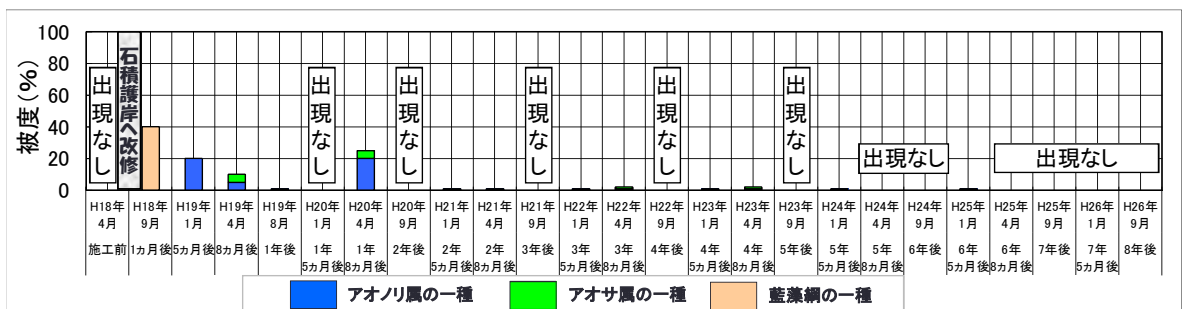 被度(%)
100
80
60
40
20
0
出現なし
石積護岸へ改修
出現なし
出現なし
出現なし
出現なし
出現なし
出現なし
出現なし
H18年 H18年 H19年 H19年 H19年 H20年 H20年 H20年 H21年 H21年 H21年 H22年 H22年 H22年 H23年 H23年 H23年 H24年 H24年 H24年 H25年 H25年 H25年 H26年 H26年
4月 9月 1月 4月 8月 1月 4月 9月 1月 4月 9月 1月 4月 9月 1月 4月 9月 1月 4月 9月 1月 4月 9月 1月 9月
施工前 1ヵ月後 5ヵ月後 8ヵ月後 1年後 1年 1年 2年後 2年 2年 3年後 3年 3年 4年後 4年 4年 5年後 5年 5年 6年後 6年 6年 7年後 7年 8年後
5ヵ月後 8ヵ月後 5ヵ月後 8ヵ月後 5ヵ月後 8ヵ月後 5ヵ月後 8ヵ月後 5ヵ月後 8ヵ月後 5ヵ月後 8ヵ月後 5ヵ月後
アオノリ属の一種 アオサ属の一種 藍藻綱の一種